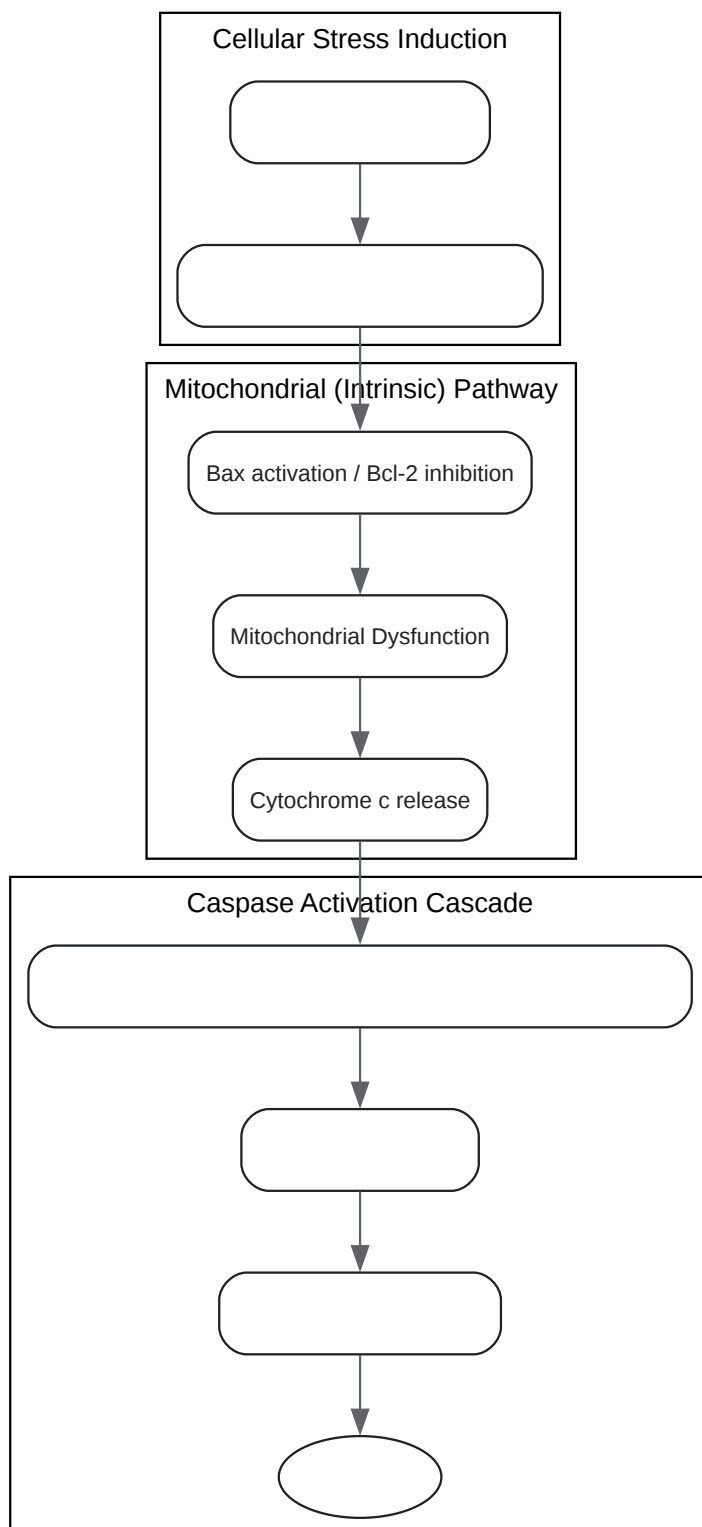 Cellular Stress Induction
Mitochondrial (Intrinsic) Pathway
Bax activation / Bcl-2 inhibition
Mitochondrial Dysfunction
Cytochrome c release
Caspase Activation Cascade